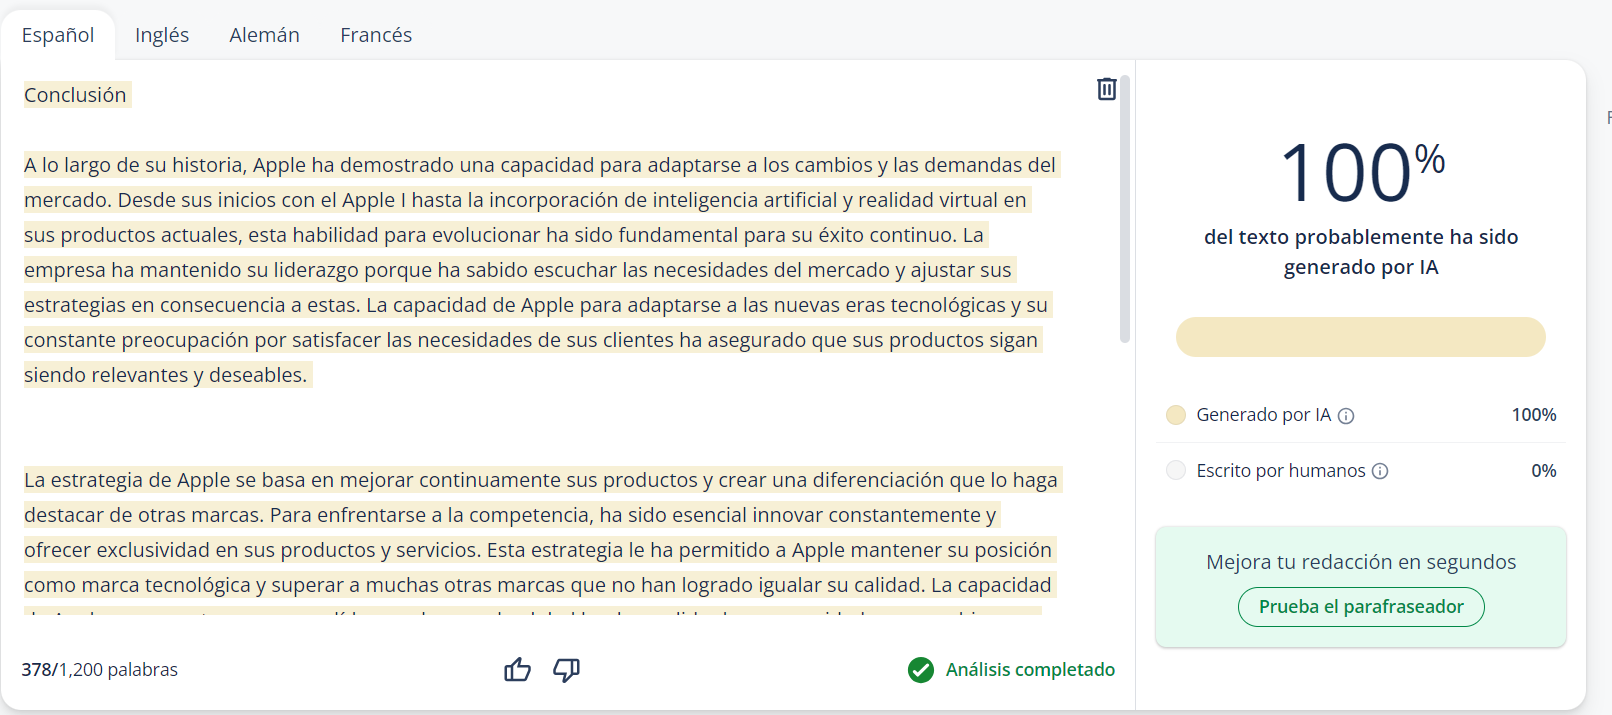 Español Inglés Alemán Francés
Conclusión
A lo largo de su historia, Apple ha demostrado una capacidad para adaptarse a los cambios y las demandas del
mercado. Desde sus inicios con el Apple I hasta la incorporación de inteligencia artificial y realidad virtual en
sus productos actuales, esta habilidad para evolucionar ha sido fundamental para su éxito continuo. La
empresa ha mantenido su liderazgo porque ha sabido escuchar las necesidades del mercado y ajustar sus
estrategias en consecuencia a estas. La capacidad de Apple para adaptarse a las nuevas eras tecnológicas y su
constante preocupación por satisfacer las necesidades de sus clientes ha asegurado que sus productos sigan
siendo relevantes y deseables.
La estrategia de Apple se basa en mejorar continuamente sus productos y crear una diferenciación que lo haga
destacar de otras marcas. Para enfrentarse a la competencia, ha sido esencial innovar constantemente y
ofrecer exclusividad en sus productos y servicios. Esta estrategia le ha permitido a Apple mantener su posición
como marca tecnológica y superar a muchas otras marcas que no han logrado igualar su calidad. La capacidad
378/1,200 palabras
Análisis completado
100%
del texto probablemente ha sido
generado por IA
Generado por IA 100%
Escrito por humanos 0%
Mejora tu redacción en segundos
Prueba el parafraseador